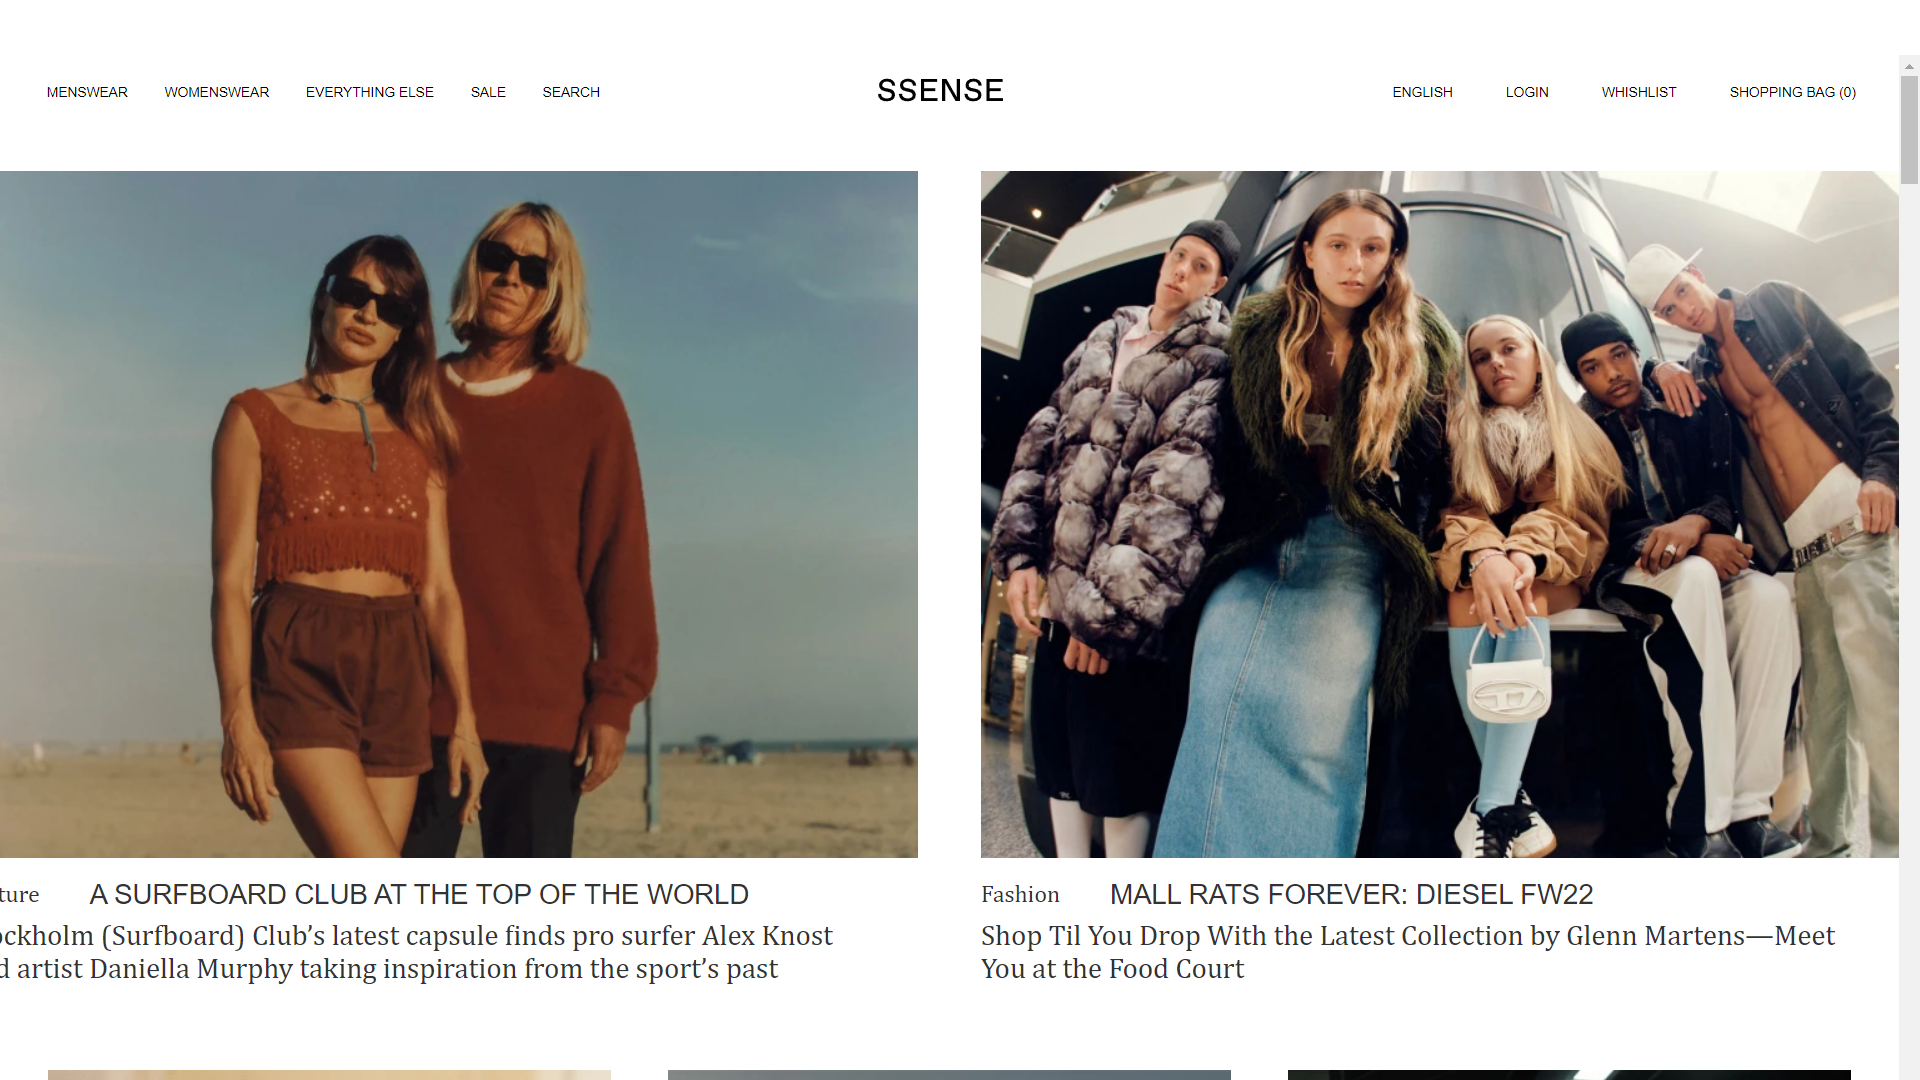 MENSWEAR WOMENSWEAR EVERYTHING ELSE SALE SEARCH SSENSE ENGLISH LOGIN WHISHLIST SHOPPING BAG (0)
ture A SURFBOARD CLUB AT THE TOP OF THE WORLD
ockholm (Surfboard) Club’s latest capsule finds pro surfer Alex Knost
d artist Daniella Murphy taking inspiration from the sport’s past
Fashion MALL RATS FOREVER: DIESEL FW22
Shop Til You Drop With the Latest Collection by Glenn Martens—Meet
You at the Food Court